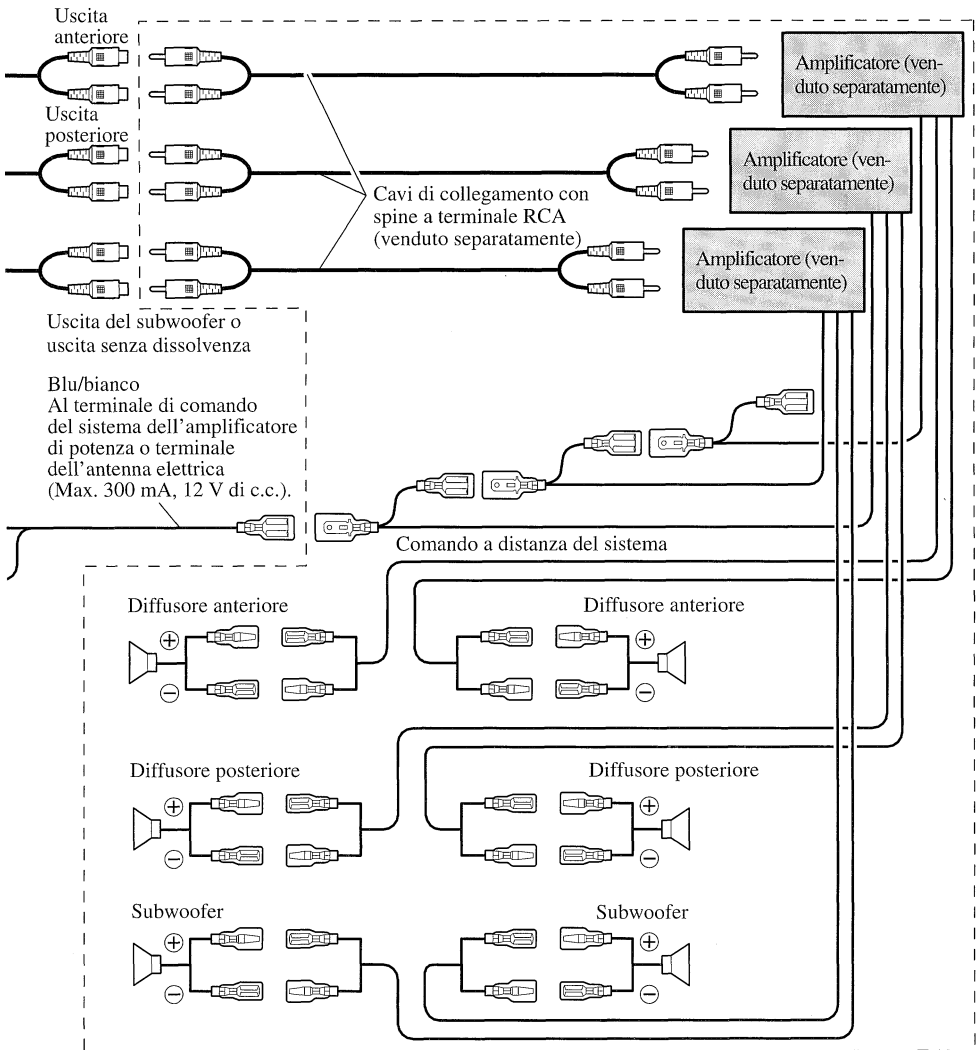 Uscita
anteriore
Amplificatore (ven-
duto separatamente)
Uscita
posteriore
Amplificatore (ven-
duto separatamente)
Cavi di collegamento con
spine a terminale RCA
(venduto separatamente)
Amplificatore (ven-
duto separatamente)
Uscita del subwoofer o
uscita senza dissolvenza
Blu/bianco
Al terminale di comando
del sistema dell'amplificatore
di potenza o terminale
dell'antenna elettrica
(Max. 300 mA, 12 V di c.c.).
Comando a distanza del sistema
Diffusore anteriore
Diffusore anteriore
+
+
−
−
Diffusore posteriore
Diffusore posteriore
+
+
−
−
Subwoofer
Subwoofer
+
+
−
−